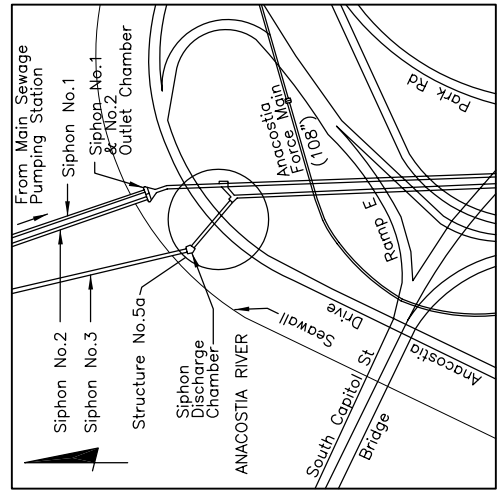 From Main Sewage
Pumping Station
Siphon No.1
Siphon No.1
& No.2
Outlet Chamber
Siphon No.2
Siphon No.3
Structure No.5a
Siphon
Discharge
Chamber
ANACOSTIA RIVER
Anacostia
Force Main
(108")
Park Rd
Ramp E
Seawall
Drive
Anacostia
South Capitol St
Bridge